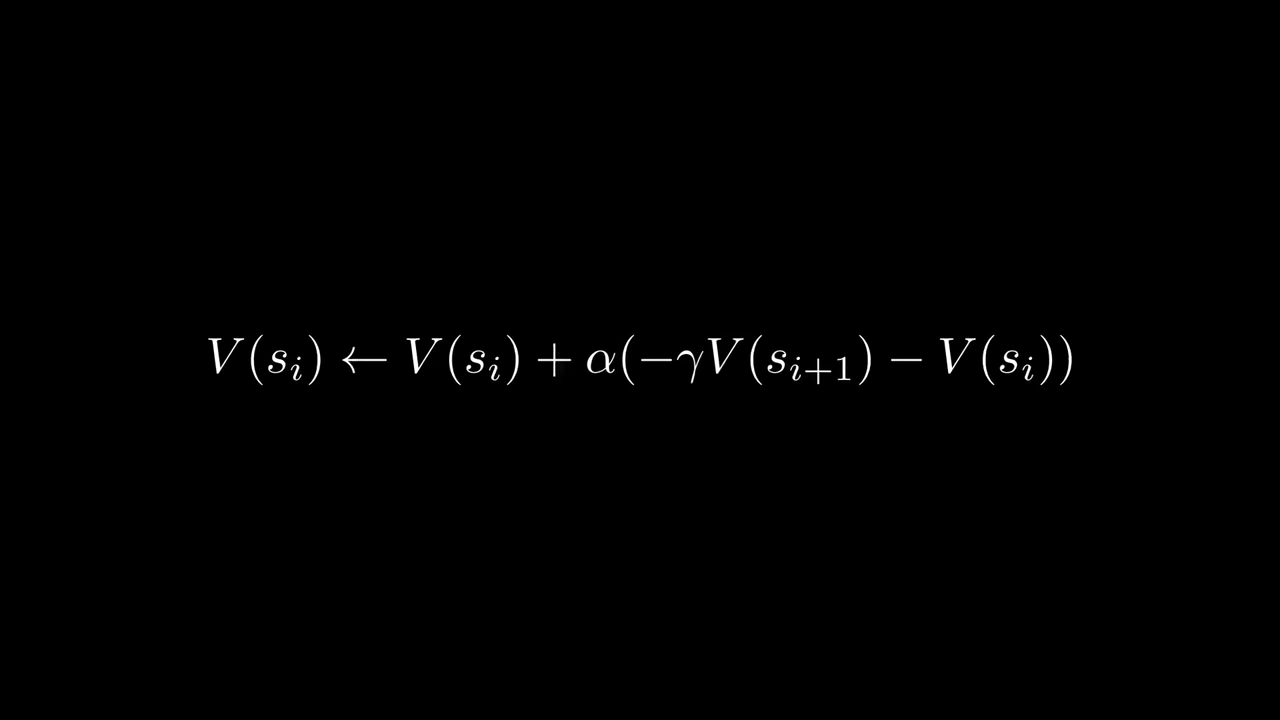 V(s_i) ← V(s_i) + α(−γV(s_{i+1}) − V(s_i))